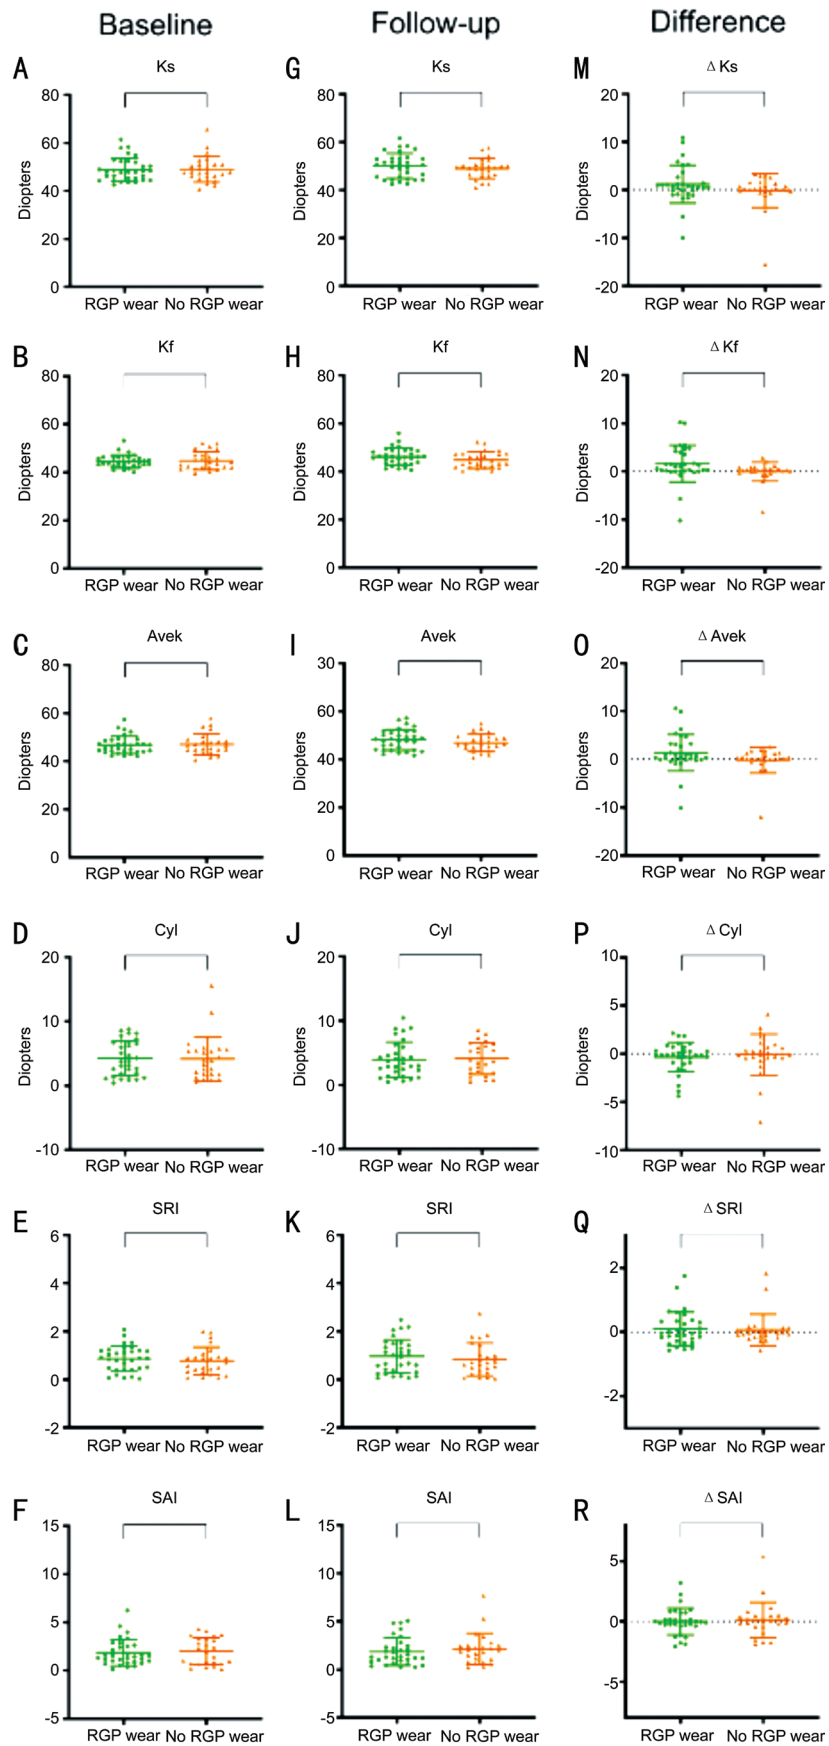 Baseline Follow-up Difference
A Ks G Ks M Δ Ks
80 80 20
60 60 10
40 40 0
20 20 -10
0 0 -20
Diopters Diopters Diopters
RGP wear No RGP wear RGP wear No RGP wear RGP wear No RGP wear
B Kf H Kf N Δ Kf
80 80 20
60 60 10
40 40 0
20 20 -10
0 0 -20
Diopters Diopters Diopters
RGP wear No RGP wear RGP wear No RGP wear RGP wear No RGP wear
C Avek I Avek O Δ Avek
80 30 20
60 60 10
40 40 0
20 20 -10
0 0 -20
Diopters Diopters Diopters
RGP wear No RGP wear RGP wear No RGP wear RGP wear No RGP wear
D Cyl J Cyl P Δ Cyl
20 20 10
10 10 5
0 0 0
-10 -10 -5
-10
Diopters Diopters Diopters
RGP wear No RGP wear RGP wear No RGP wear RGP wear No RGP wear
E SRI K SRI Q Δ SRI
6 6
4 4 2
2 2 0
0 0 -2
-2 -2
RGP wear No RGP wear RGP wear No RGP wear RGP wear No RGP wear
F SAI L SAI R Δ SAI
15 15
10 10 5
5 5 0
0 0 -5
-5 -5
RGP wear No RGP wear RGP wear No RGP wear RGP wear No RGP wear